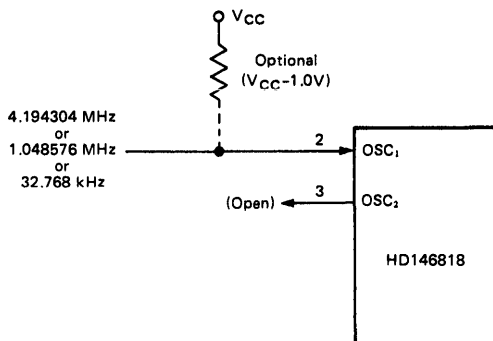 VCC
Optional
(VCC-1.0V)
4.194304 MHz
or
1.048576 MHz
or
32.768 kHz
2
OSC1
(Open)
3
OSC2
HD146818